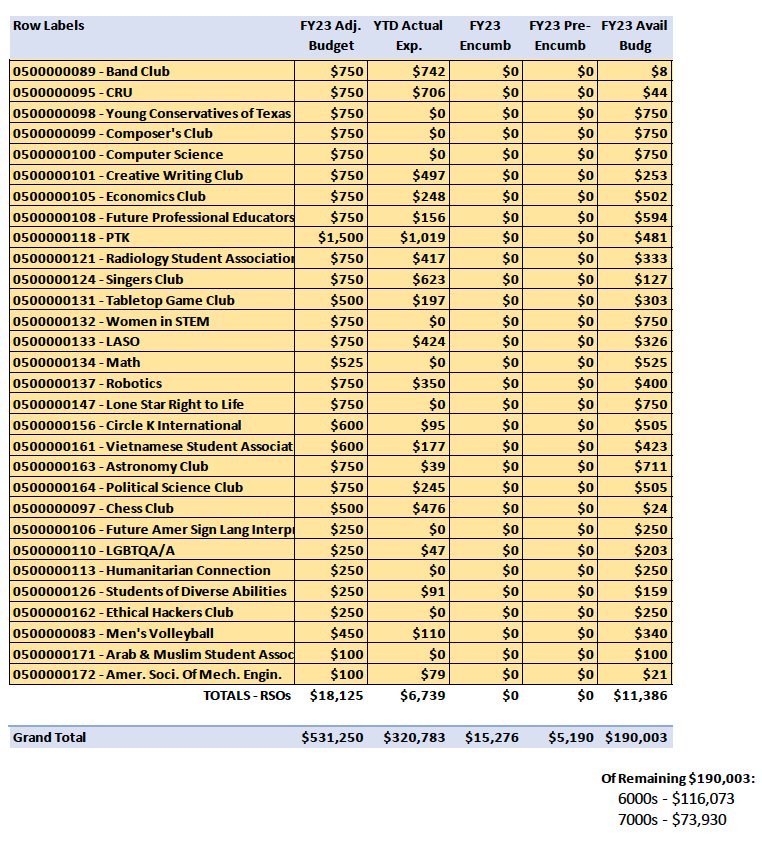 Row Labels FY23 Adj. YTD Actual FY23 FY23 Pre- FY23 Avail
Budget Exp. Encumb Encumb Budg
0500000089 - Band Club $750 $742 $0 $0 $8
0500000095 - CRU $750 $706 $0 $0 $44
0500000098 - Young Conservatives of Texas $750 $0 $0 $0 $750
0500000099 - Composer's Club $750 $0 $0 $0 $750
0500000100 - Computer Science $750 $0 $0 $0 $750
0500000101 - Creative Writing Club $750 $497 $0 $0 $253
0500000105 - Economics Club $750 $248 $0 $0 $502
0500000108 - Future Professional Educators $750 $156 $0 $0 $594
0500000118 - PTK $1,500 $1,019 $0 $0 $481
0500000121 - Radiology Student Association $750 $417 $0 $0 $333
0500000124 - Singers Club $750 $623 $0 $0 $127
0500000131 - Tabletop Game Club $500 $197 $0 $0 $303
0500000132 - Women in STEM $750 $0 $0 $0 $750
0500000133 - LASO $750 $424 $0 $0 $326
0500000134 - Math $525 $0 $0 $0 $525
0500000137 - Robotics $750 $350 $0 $0 $400
0500000147 - Lone Star Right to Life $750 $0 $0 $0 $750
0500000156 - Circle K International $600 $95 $0 $0 $505
0500000161 - Vietnamese Student Associat $600 $177 $0 $0 $423
0500000163 - Astronomy Club $750 $39 $0 $0 $711
0500000164 - Political Science Club $750 $245 $0 $0 $505
0500000097 - Chess Club $500 $476 $0 $0 $24
0500000106 - Future Amer Sign Lang Interp $250 $0 $0 $0 $250
0500000110 - LGBTQA/A $250 $47 $0 $0 $203
0500000113 - Humanitarian Connection $250 $0 $0 $0 $250
0500000126 - Students of Diverse Abilities $250 $91 $0 $0 $159
0500000162 - Ethical Hackers Club $250 $0 $0 $0 $250
0500000083 - Men's Volleyball $450 $110 $0 $0 $340
0500000171 - Arab & Muslim Student Assoc $100 $0 $0 $0 $100
0500000172 - Amer. Soci. Of Mech. Engin. $100 $79 $0 $0 $21
TOTALS - RSOs $18,125 $6,739 $0 $0 $11,386
Grand Total $531,250 $320,783 $15,276 $5,190 $190,003
Of Remaining $190,003:
6000s - $116,073
7000s - $73,930